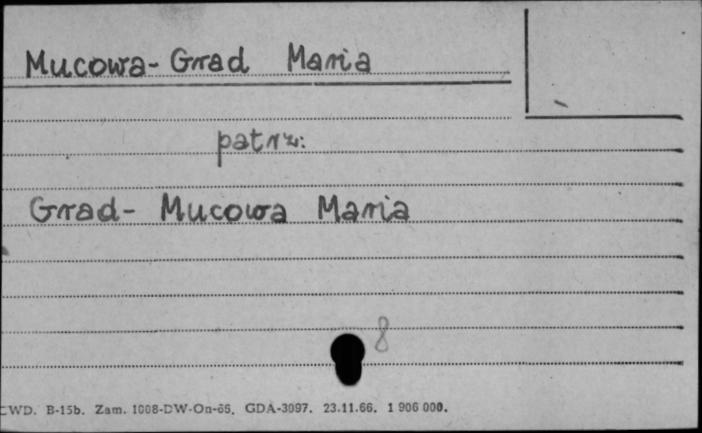 Mucowa-Grad Maria
patrz:
Grad- Mucowa Maria
8
CWD. B-15b. Zam. 1008-DW-On-66. GDA-3097. 23.11.66. 1 906 000.